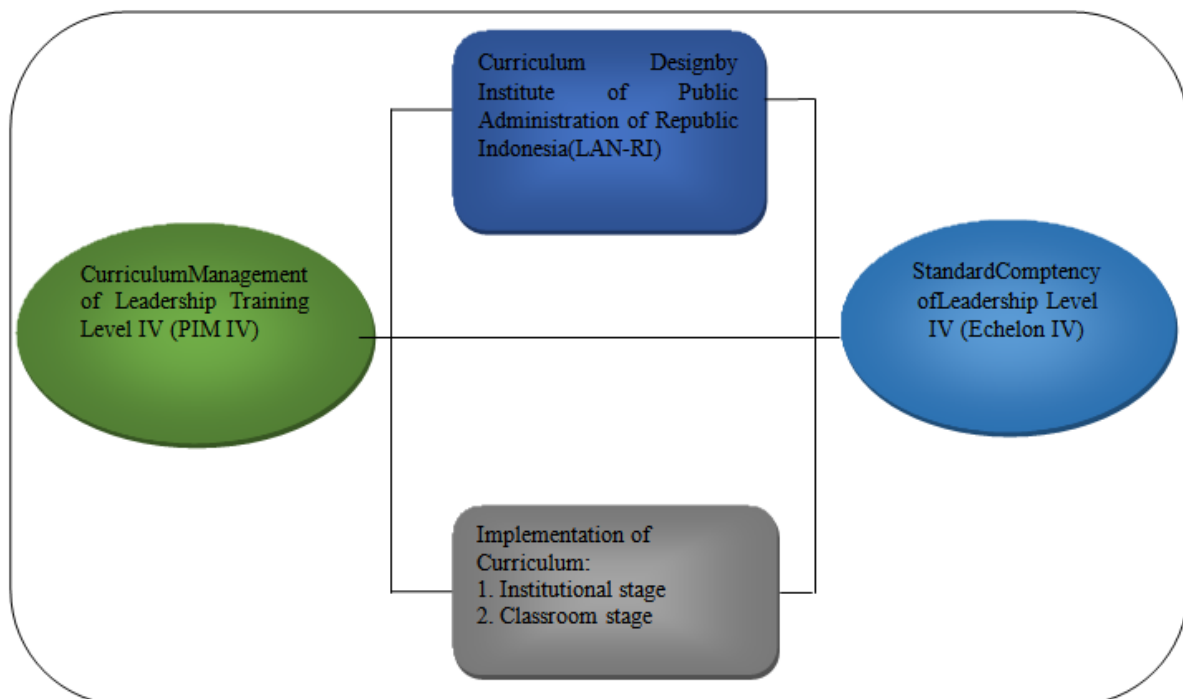 Curriculum Designby
Institute of Public
Administration of Republic
Indonesia(LAN-RI)
CurriculumManagement
of Leadership Training
Level IV (PIM IV)
StandardComptency
ofLeadership Level
IV (Echelon IV)
Implementation of
Curriculum:
1. Institutional stage
2. Classroom stage